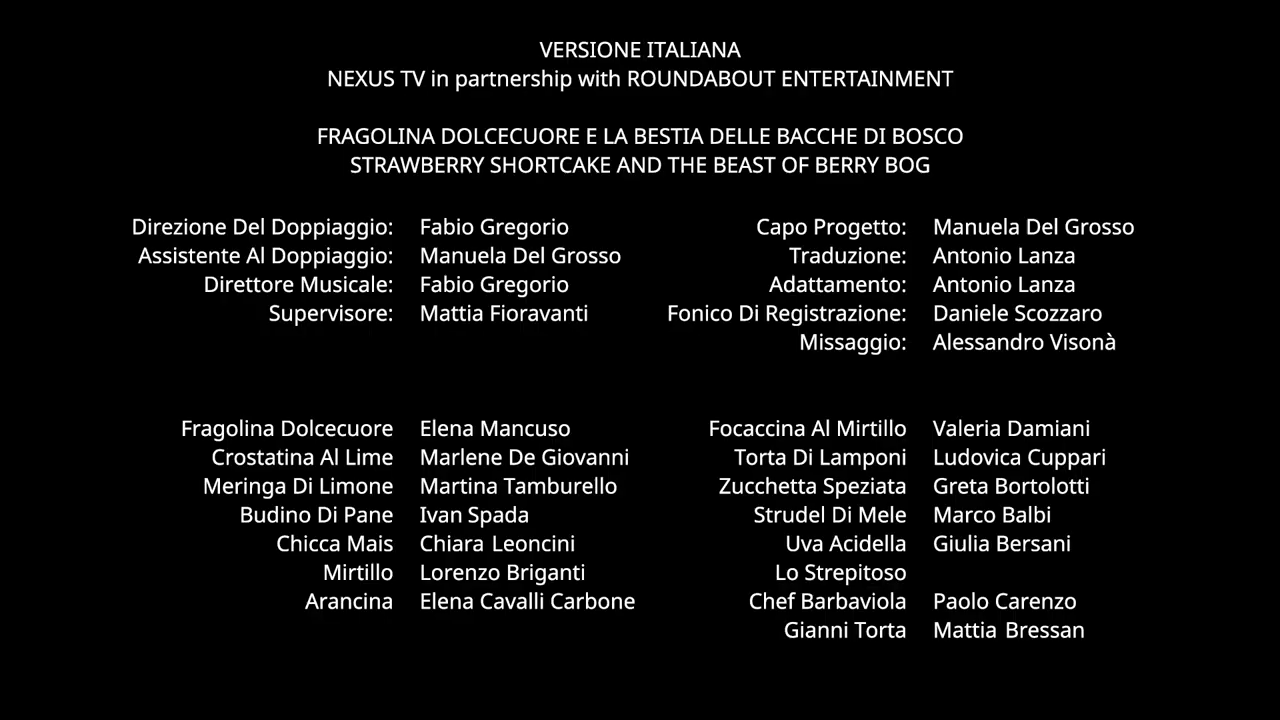 VERSIONE ITALIANA
NEXUS TV in partnership with ROUNDABOUT ENTERTAINMENT
FRAGOLINA DOLCECUORE E LA BESTIA DELLE BACCHE DI BOSCO
STRAWBERRY SHORTCAKE AND THE BEAST OF BERRY BOG
Direzione Del Doppiaggio: Fabio Gregorio
Assistente Al Doppiaggio: Manuela Del Grosso
Direttore Musicale: Fabio Gregorio
Supervisore: Mattia Fioravanti
Capo Progetto: Manuela Del Grosso
Traduzione: Antonio Lanza
Adattamento: Antonio Lanza
Fonico Di Registrazione: Daniele Scozzaro
Missaggio: Alessandro Visonà
Fragolina Dolcecuore Elena Mancuso
Crostatina Al Lime Marlene De Giovanni
Meringa Di Limone Martina Tamburello
Budino Di Pane Ivan Spada
Chicca Mais Chiara Leoncini
Mirtillo Lorenzo Briganti
Arancina Elena Cavalli Carbone
Focaccina Al Mirtillo Valeria Damiani
Torta Di Lamponi Ludovica Cuppari
Zucchetta Speziata Greta Bortolotti
Strudel Di Mele Marco Balbi
Uva Acidella Giulia Bersani
Lo Strepitoso
Chef Barbaviola Paolo Carenzo
Gianni Torta Mattia Bressan